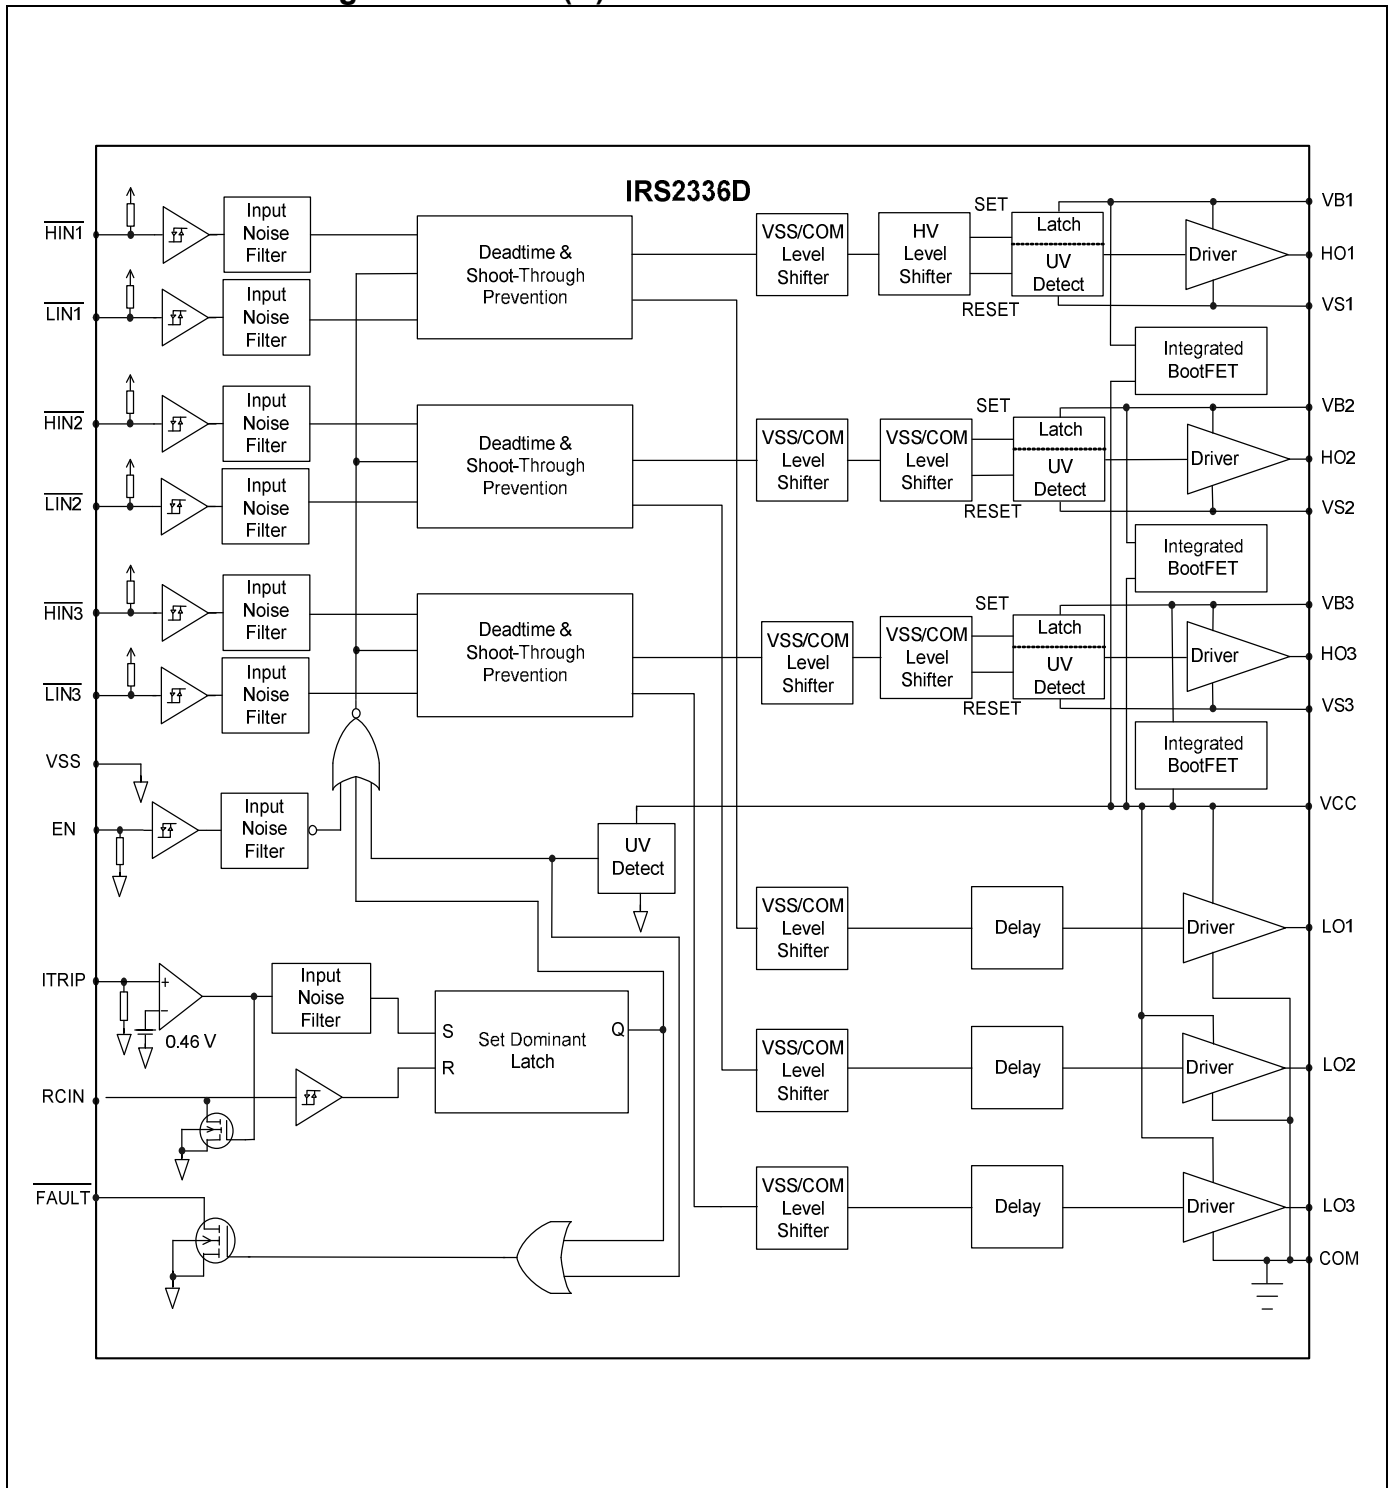 IRS2336D
HIN1
LIN1
HIN2
LIN2
HIN3
LIN3
VSS
EN
ITRIP
RCIN
FAULT
Input
Noise
Filter
Input
Noise
Filter
Input
Noise
Filter
Input
Noise
Filter
Input
Noise
Filter
Input
Noise
Filter
Input
Noise
Filter
Input
Noise
Filter
0.46 V
+
-
Deadtime &
Shoot-Through
Prevention
Deadtime &
Shoot-Through
Prevention
Deadtime &
Shoot-Through
Prevention
S
R
Q
Set Dominant
Latch
UV
Detect
VSS/COM
Level
Shifter
HV
Level
Shifter
SET
RESET
Latch
UV
Detect
Driver
Integrated
BootFET
VSS/COM
Level
Shifter
VSS/COM
Level
Shifter
SET
RESET
Latch
UV
Detect
Driver
Integrated
BootFET
VSS/COM
Level
Shifter
VSS/COM
Level
Shifter
SET
RESET
Latch
UV
Detect
Driver
Integrated
BootFET
VSS/COM
Level
Shifter
Delay
Driver
VSS/COM
Level
Shifter
Delay
Driver
VSS/COM
Level
Shifter
Delay
Driver
VB1
HO1
VS1
VB2
HO2
VS2
VB3
HO3
VS3
VCC
LO1
LO2
LO3
COM